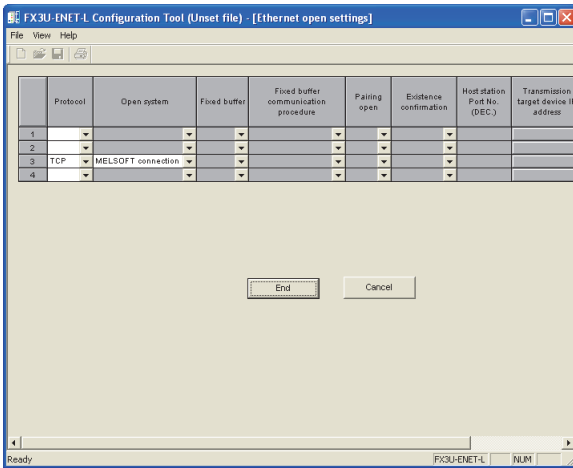 FX3U-ENET-L Configuration Tool (Unset file) - [Ethernet open settings]
File View Help
Protocol Open system Fixed buffer Fixed buffer communication procedure Pairing open Existence confirmation Host station Port No. (DEC.) Transmission target device address
1
2
3 TCP MELSOFT connection
4
End Cancel
Ready FX3U-ENET-L NUM